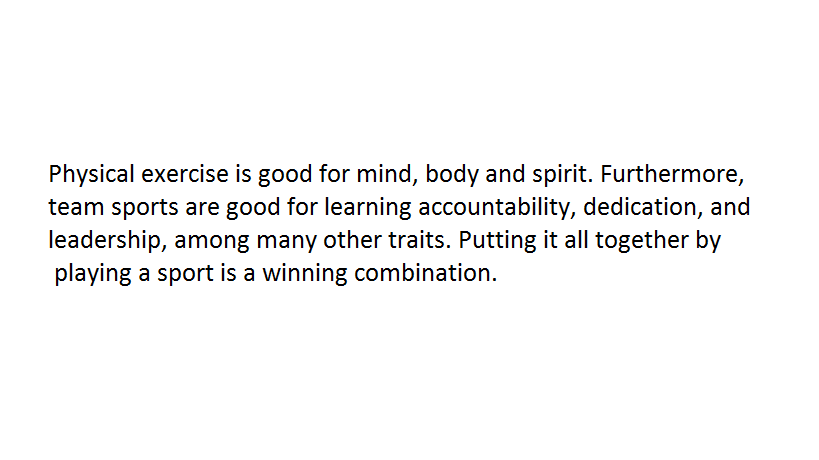 Physical exercise is good for mind, body and spirit. Furthermore,
team sports are good for learning accountability, dedication, and
leadership, among many other traits. Putting it all together by
playing a sport is a winning combination.